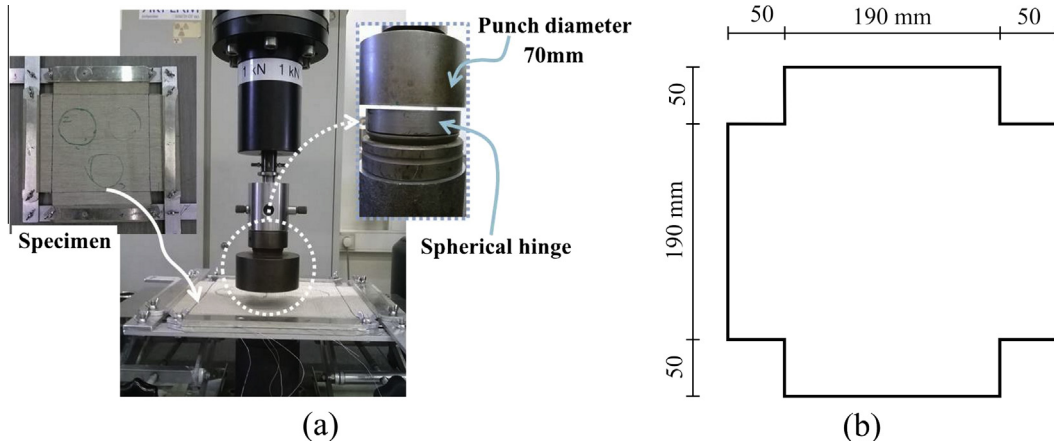 Punch diameter
70mm
1 kN 1 kN
Specimen
Spherical hinge
(a)
50 190 mm 50
50
190 mm
50
(b)